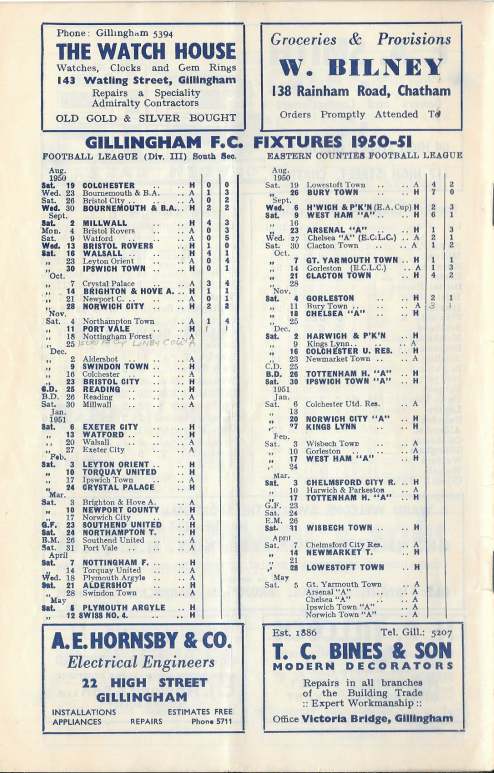 Phone: Gillingham 5394
THE WATCH HOUSE
Watches, Clocks and Gem Rings
143 Watling Street, Gillingham
Repairs a Speciality
Admiralty Contractors
OLD GOLD & SILVER BOUGHT
Groceries & Provisions
W. BILNEY
138 Rainham Road, Chatham
Orders Promptly Attended To
GILLINGHAM F.C. FIXTURES 1950-51
FOOTBALL LEAGUE (Div. III) South Sec.
Aug.
1950
Sat. 19 COLCHESTER .. .. H 0 0
Wed. 23 Bournemouth & B.A. .. A 1 3
Sat. 26 Bristol City .. .. A 0 2
Wed. 30 BOURNEMOUTH & B.A. .. H 2 2
Sept.
Sat. 2 MILLWALL .. .. H 4 3
Mon. 4 Bristol Rovers .. .. A 0 3
Sat. 9 Watford .. .. A 0 5
Wed. 13 BRISTOL ROVERS .. H 1 0
Sat. 16 WALSALL .. .. H 4 1
„ 23 Leyton Orient .. .. A 0 4
„ 30 IPSWICH TOWN .. .. H 0 1
Oct.
„ 7 Crystal Palace .. .. A 3 4
„ 14 BRIGHTON & HOVE A. .. H 1 1
„ 21 Newport C. .. .. A 0 1
„ 28 NORWICH CITY .. .. H 2 2
Nov.
Sat. 4 Northampton Town .. A 1 4
„ 11 PORT VALE .. .. H 1 1
„ 18 Nottingham Forest .. A
„ 25
Dec.
„ 2 Aldershot .. .. A
„ 9 SWINDON TOWN .. .. H
„ 16 Colchester .. .. A
„ 23 BRISTOL CITY .. .. H
C.D. 25 READING .. .. H
B.D. 26 Reading .. .. A
Sat. 30 Millwall .. .. A
Jan.
1951
Sat. 6 EXETER CITY .. .. H
„ 13 WATFORD .. .. H
„ 20 Walsall .. .. A
„ 27 Exeter City .. .. A
Feb.
Sat. 3 LEYTON ORIENT .. .. H
„ 10 TORQUAY UNITED .. H
„ 17 Ipswich Town .. .. A
„ 24 CRYSTAL PALACE .. H
Mar.
Sat. 3 Brighton & Hove A. .. A
„ 10 NEWPORT COUNTY .. H
„ 17 Norwich City .. .. A
G.F. 23 SOUTHEND UNITED .. H
Sat. 24 NORTHAMPTON T. .. H
B.M. 26 Southend United .. A
Sat. 31 Port Vale .. .. A
April
Sat. 7 NOTTINGHAM F. .. .. H
„ 14 Torquay United .. A
Wed. 18 Plymouth Argyle .. A
Sat. 21 ALDERSHOT .. .. H
„ 28 Swindon Town .. .. A
May
Sat. 5 PLYMOUTH ARGYLE .. H
„ 12 SWISS NO. 4. .. .. H
EASTERN COUNTIES FOOTBALL LEAGUE
Aug.
1950
Sat. 19 Lowestoft Town .. .. A 4 2
„ 26 BURY TOWN .. .. H 7 0
Sept.
Wed. 6 H'WICH & P'K'N (E.A. Cup) H 2 3
Sat. 9 WEST HAM "A" .. .. H 6 1
„ 16
„ 23 ARSENAL "A" .. .. H 1 3
Wed. 27 Chelsea "A" (E.C.L.C.) .. A 2 1
Sat. 30 Clacton Town .. .. A 1 2
Oct.
„ 7 GT. YARMOUTH TOWN .. H 1 1
„ 14 Gorleston (E.C.L.C.) .. A 1 3
„ 21 CLACTON TOWN .. .. H 4 2
„ 28
Nov.
Sat. 4 GORLESTON .. .. H 2 1
„ 11 Bury Town .. .. A 3 1
„ 18 CHELSEA "A" .. .. H
„ 25
Dec.
Sat. 2 HARWICH & P'K'N .. H
„ 9 Kings Lynn .. .. A
„ 16 COLCHESTER U. RES. .. H
„ 23 Newmarket Town .. A
C.D. 25
B.D. 26 TOTTENHAM H. "A" .. H
Sat. 30 IPSWICH TOWN "A" .. H
1951
Jan.
Sat. 6 Colchester Utd. Res. .. A
„ 13
„ 20 NORWICH CITY "A" .. H
„ 27 KINGS LYNN .. .. H
Feb.
Sat. 3 Wisbech Town .. .. A
„ 10 Gorleston .. .. A
„ 17 WEST HAM "A" .. .. H
„ 24
Mar.
Sat. 3 CHELMSFORD CITY R. .. H
„ 10 Harwich & Parkeston .. A
„ 17 TOTTENHAM H. "A" .. H
G.F. 23
Sat. 24
E.M. 26
Sat. 31 WISBECH TOWN .. .. H
April
Sat. 7 Chelmsford City Res. .. A
„ 14 NEWMARKET T. .. .. H
„ 21
„ 28 LOWESTOFT TOWN .. H
May
Sat. 5 Gt. Yarmouth Town .. A
Arsenal "A" .. .. A
Chelsea "A" .. .. A
Ipswich Town "A" .. A
Norwich Town "A" .. A
A. E. HORNSBY & CO.
Electrical Engineers
22 HIGH STREET
GILLINGHAM
INSTALLATIONS ESTIMATES FREE
APPLIANCES REPAIRS Phone 5711
Est. 1886 Tel. Gill.: 5207
T. C. BINES & SON
MODERN DECORATORS
Repairs in all branches
of the Building Trade
:: Expert Workmanship ::
Office Victoria Bridge, Gillingham